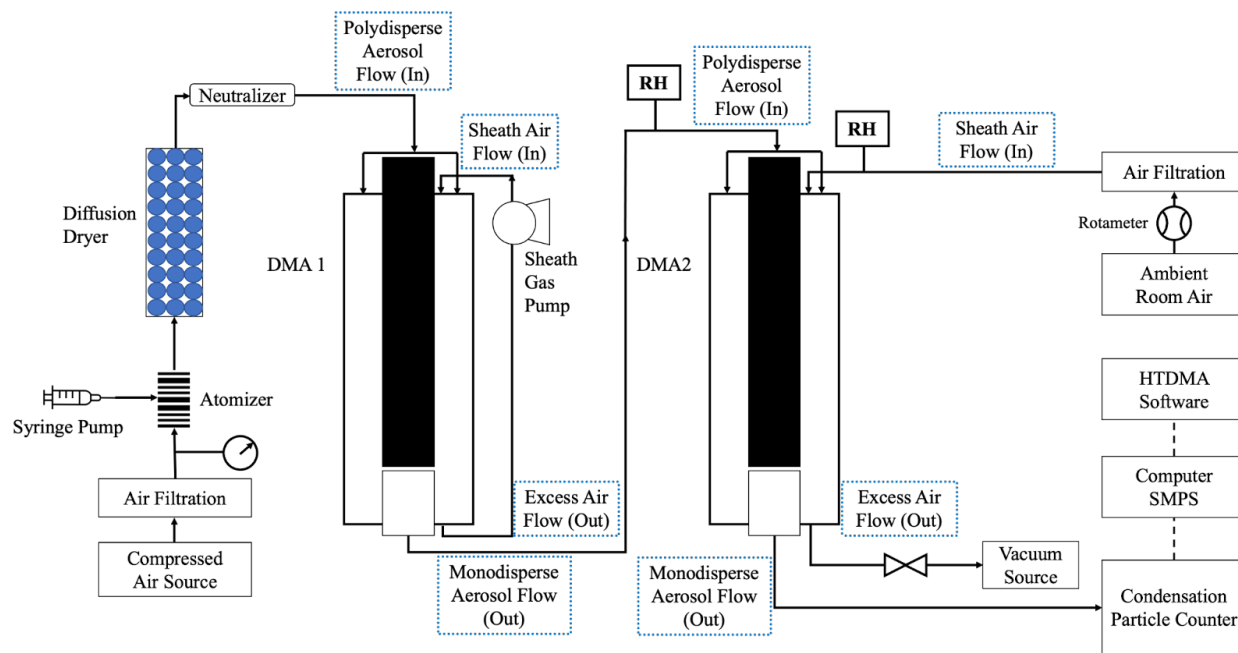 Polydisperse
Aerosol
Flow (In)
Neutralizer
Diffusion
Dryer
Sheath Air
Flow (In)
DMA 1
Sheath
Gas
Pump
Syringe Pump
Atomizer
Air Filtration
Compressed
Air Source
Excess Air
Flow (Out)
Monodisperse
Aerosol Flow
(Out)
RH
Polydisperse
Aerosol
Flow (In)
RH
Sheath Air
Flow (In)
Air Filtration
Rotameter
Ambient
Room Air
DMA2
HTDMA
Software
Computer
SMPS
Excess Air
Flow (Out)
Vacuum
Source
Monodisperse
Aerosol Flow
(Out)
Condensation
Particle Counter